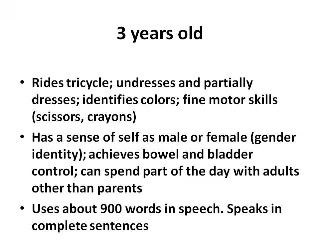 3 years old
• Rides tricycle; undresses and partially
dresses; identifies colors; fine motor skills
(scissors, crayons)
• Has a sense of self as male or female (gender
identity); achieves bowel and bladder
control; can spend part of the day with adults
other than parents
• Uses about 900 words in speech. Speaks in
complete sentences